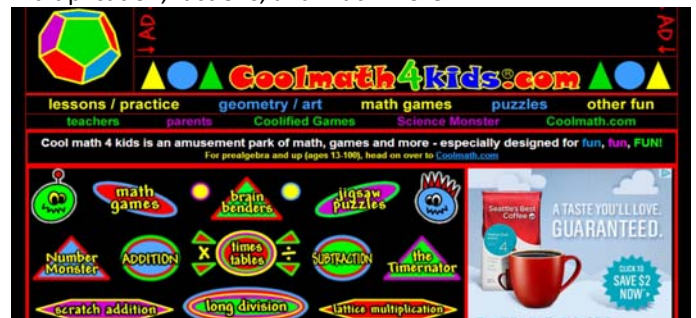 ↓ AD
AD ↓
Coolmath4kids®.com
lessons / practice geometry / art math games puzzles other fun
teachers parents Coolified Games Science Monster Coolmath.com
Cool math 4 kids is an amusement park of math, games and more - especially designed for fun, fun, FUN!
For prealgebra and up (ages 13-100), head on over to Coolmath.com
math games
brain benders
jigsaw puzzles
Number Monster
ADDITION
x
times tables
÷
SUBTRACTION
the Timernator
scratch addition
long division
lattice multiplication
Seattle's Best Coffee
4
A TASTE YOU'LL LOVE.
GUARANTEED.
CLICK TO
SAVE $2
NOW